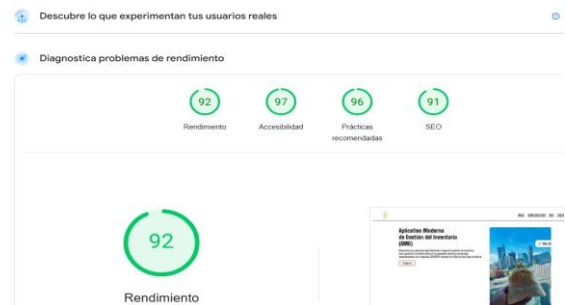 Descubre lo que experimentan tus usuarios reales
Diagnostica problemas de rendimiento
92
97
96
91
Rendimiento
Accesibilidad
Prácticas
recomendadas
SEO
92
Rendimiento
Aplicativo Moderno
de Gestión del Inventario
(AMG)